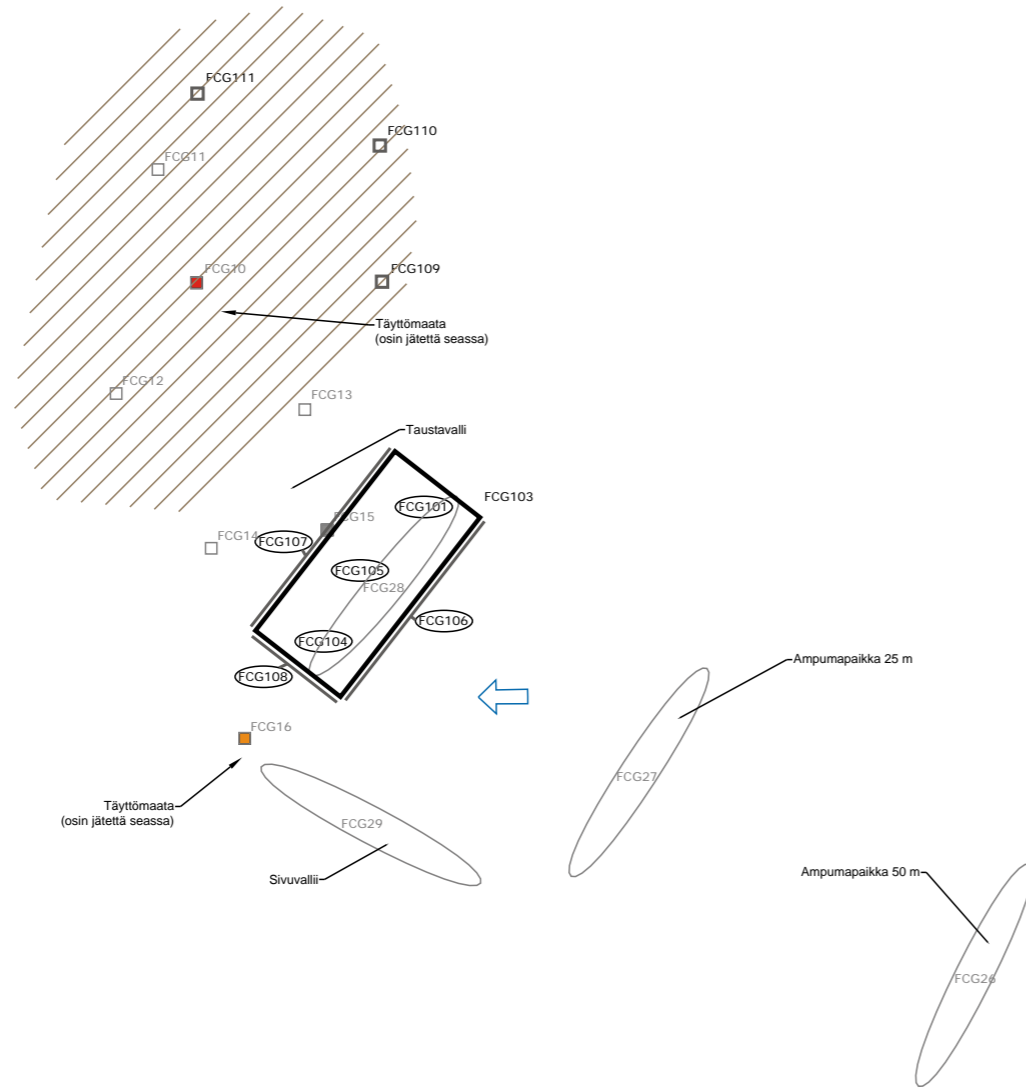 FCG111
FCG110
FCG11
FCG10
FCG109
Täyttömaata
(osin jätettä seassa)
FCG12
FCG13
Taustavalli
FCG103
FCG101
FCG15
FCG14
FCG107
FCG105
FCG28
FCG106
FCG104
FCG108
Ampumapaikka 25 m
FCG16
FCG27
Täyttömaata
(osin jätettä seassa)
FCG29
Sivuvallii
Ampumapaikka 50 m
FCG26